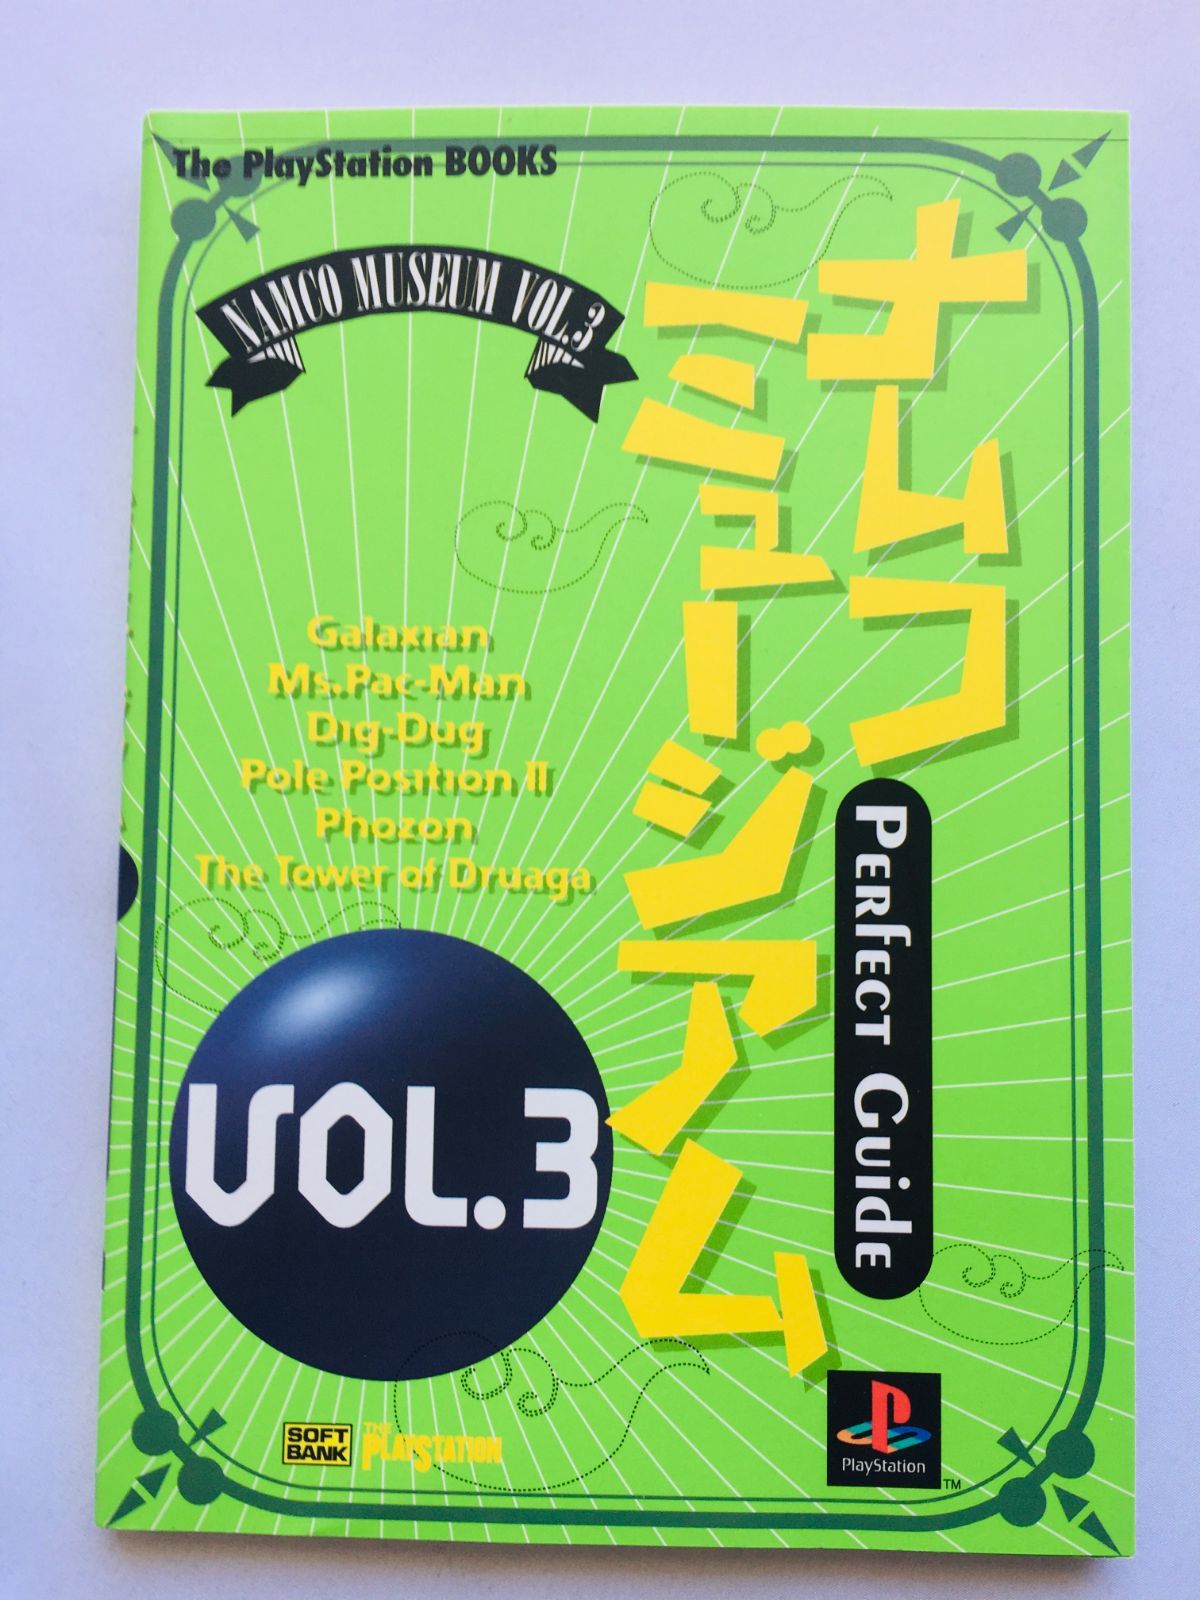 The PlayStation BOOKS
NAMCO MUSEUM VOL.3
ナムコ
ミュージアム
PERFECT GUIDE
Galaxian
Ms.Pac-Man
Dig-Dug
Pole Position II
Phozon
The Tower of Druaga
VOL.3
SOFT
BANK
THE
PLAYSTATION
PlayStation
TM